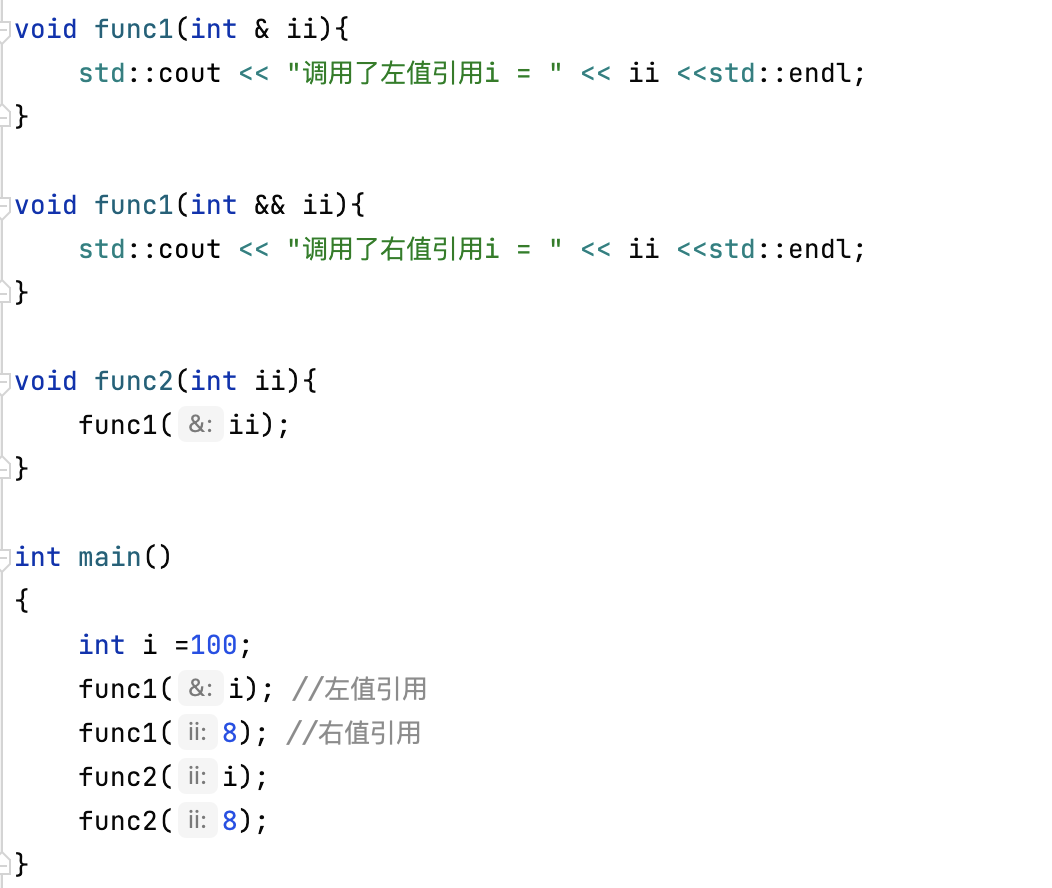 void func1(int & ii){
    std::cout << "调用了左值引用i = " << ii <<std::endl;
}

void func1(int && ii){
    std::cout << "调用了右值引用i = " << ii <<std::endl;
}

void func2(int ii){
    func1( &: ii);
}

int main()
{
    int i =100;
    func1( &: i); //左值引用
    func1( ii: 8); //右值引用
    func2( ii: i);
    func2( ii: 8);
}